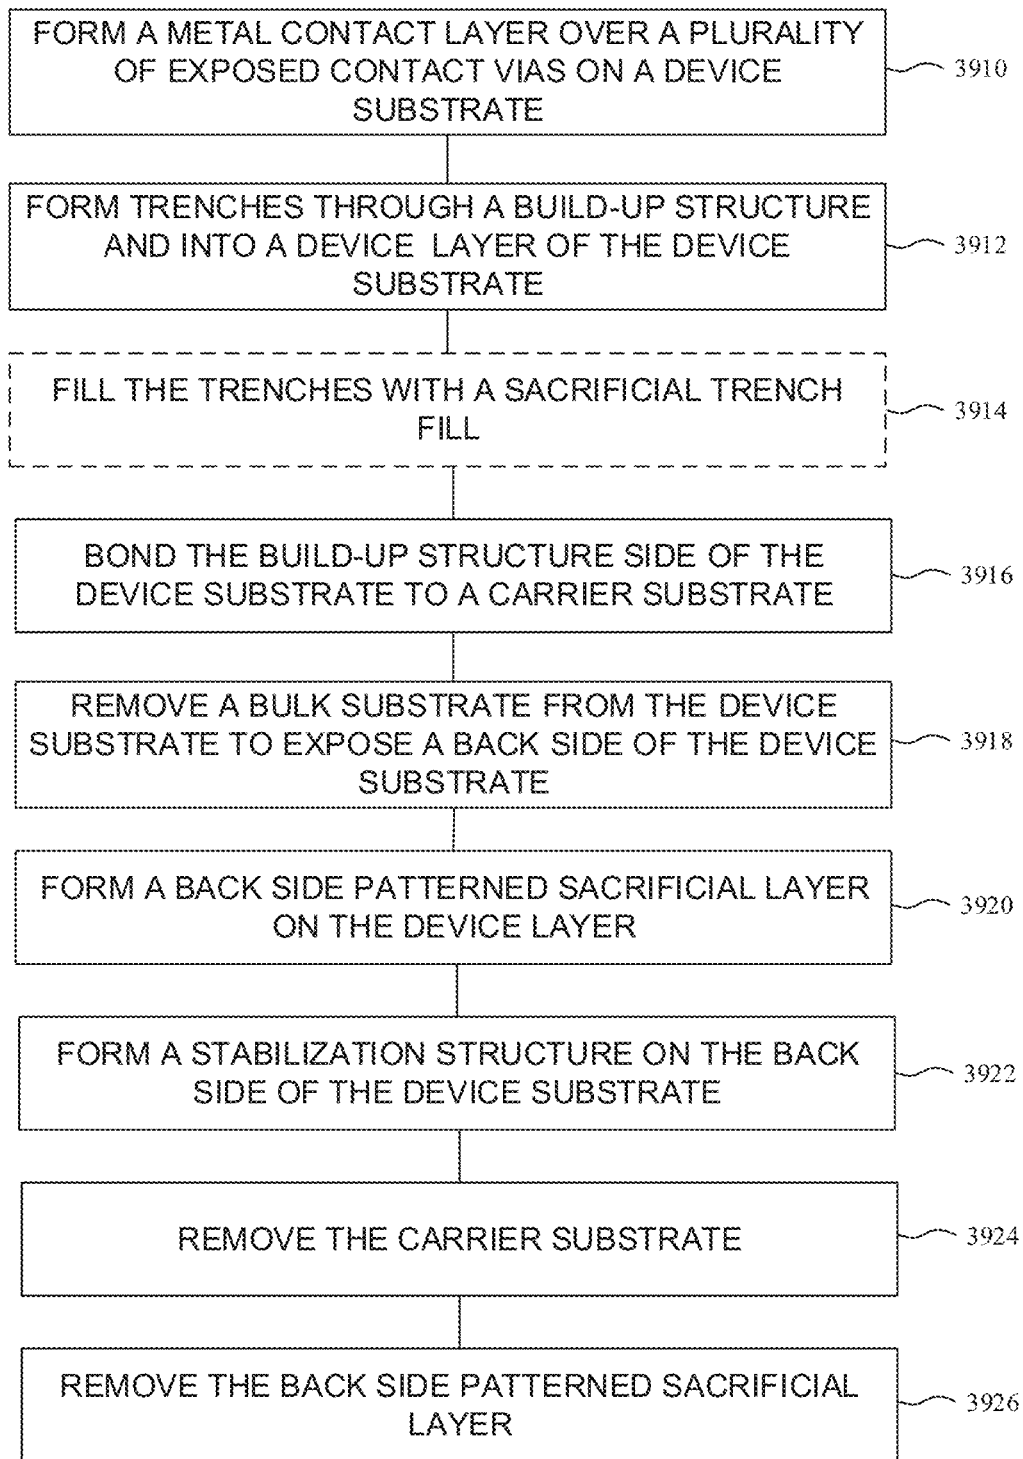 FORM A METAL CONTACT LAYER OVER A PLURALITY
OF EXPOSED CONTACT VIAS ON A DEVICE
SUBSTRATE
3910
FORM TRENCHES THROUGH A BUILD-UP STRUCTURE
AND INTO A DEVICE LAYER OF THE DEVICE
SUBSTRATE
3912
FILL THE TRENCHES WITH A SACRIFICIAL TRENCH
FILL
3914
BOND THE BUILD-UP STRUCTURE SIDE OF THE
DEVICE SUBSTRATE TO A CARRIER SUBSTRATE
3916
REMOVE A BULK SUBSTRATE FROM THE DEVICE
SUBSTRATE TO EXPOSE A BACK SIDE OF THE DEVICE
SUBSTRATE
3918
FORM A BACK SIDE PATTERNED SACRIFICIAL LAYER
ON THE DEVICE LAYER
3920
FORM A STABILIZATION STRUCTURE ON THE BACK
SIDE OF THE DEVICE SUBSTRATE
3922
REMOVE THE CARRIER SUBSTRATE
3924
REMOVE THE BACK SIDE PATTERNED SACRIFICIAL
LAYER
3926